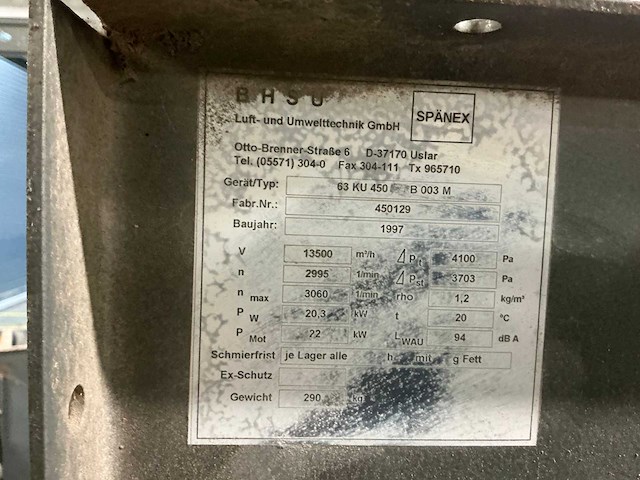 B H S U
SPÄNEX
Luft- und Umwelttechnik GmbH
Otto-Brenner-Straße 6 D-37170 Uslar
Tel. (05571) 304-0 Fax 304-111 Tx 965710
Gerät/Typ: 63 KU 450 B 003 M
Fabr.Nr.: 450129
Baujahr: 1997
V 13500 m³/h Δ Pt 4100 Pa
n 2995 1/min Δ Pst 3703 Pa
n max 3060 1/min rho 1,2 kg/m³
P W 20,3 kW t 20 °C
P Mot 22 kW L WAU 94 dB A
Schmierfrist je Lager alle h mit g Fett
Ex-Schutz
Gewicht 290 kg